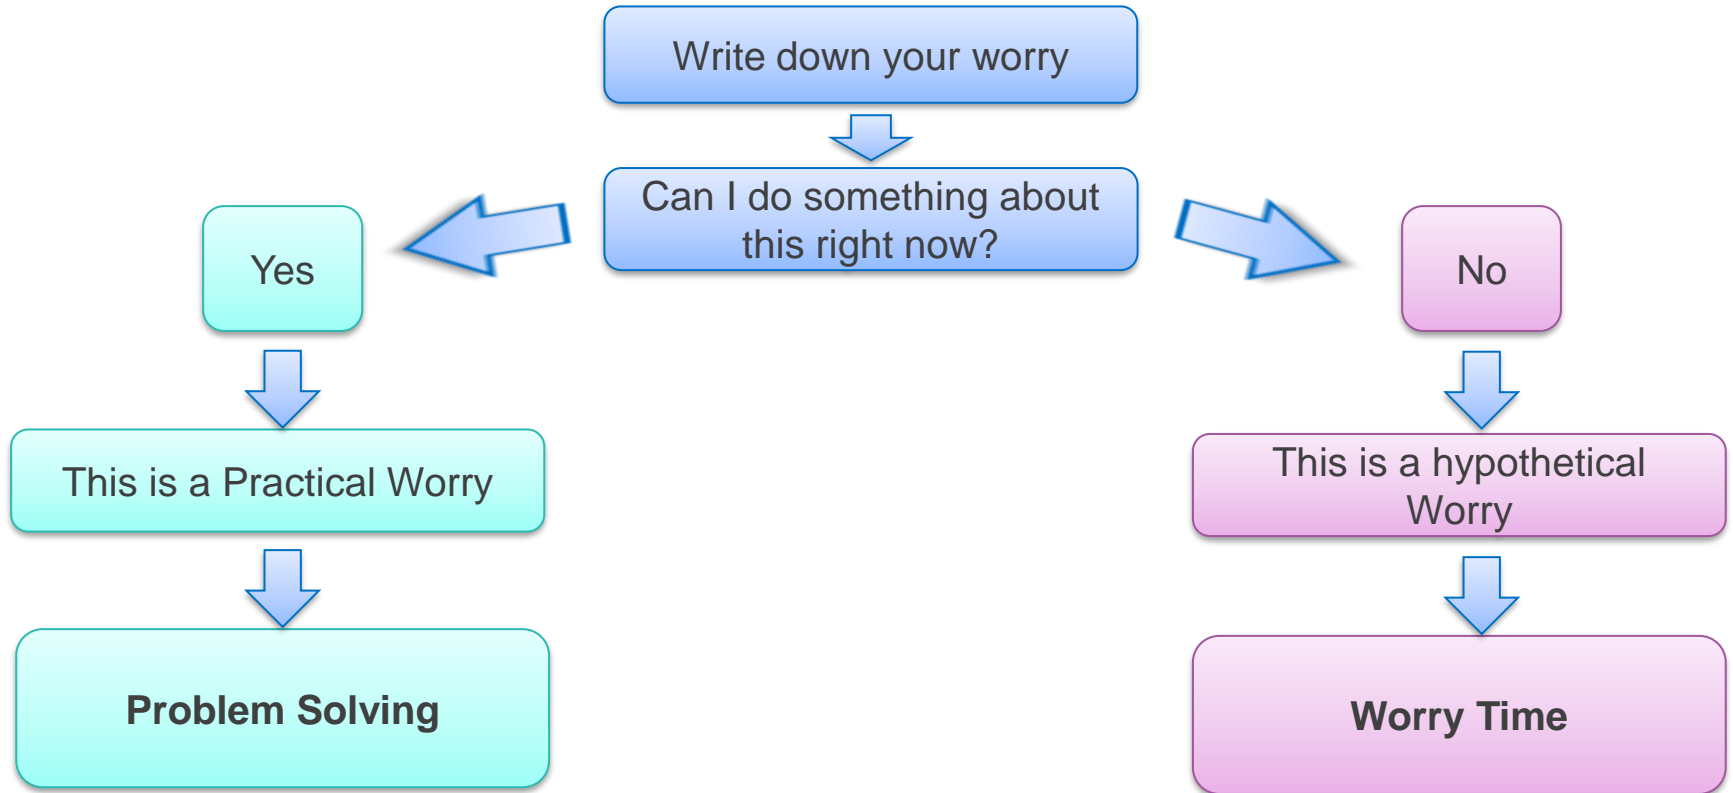 Write down your worry
Can I do something about
this right now?
Yes
No
This is a Practical Worry
This is a hypothetical
Worry
Problem Solving
Worry Time